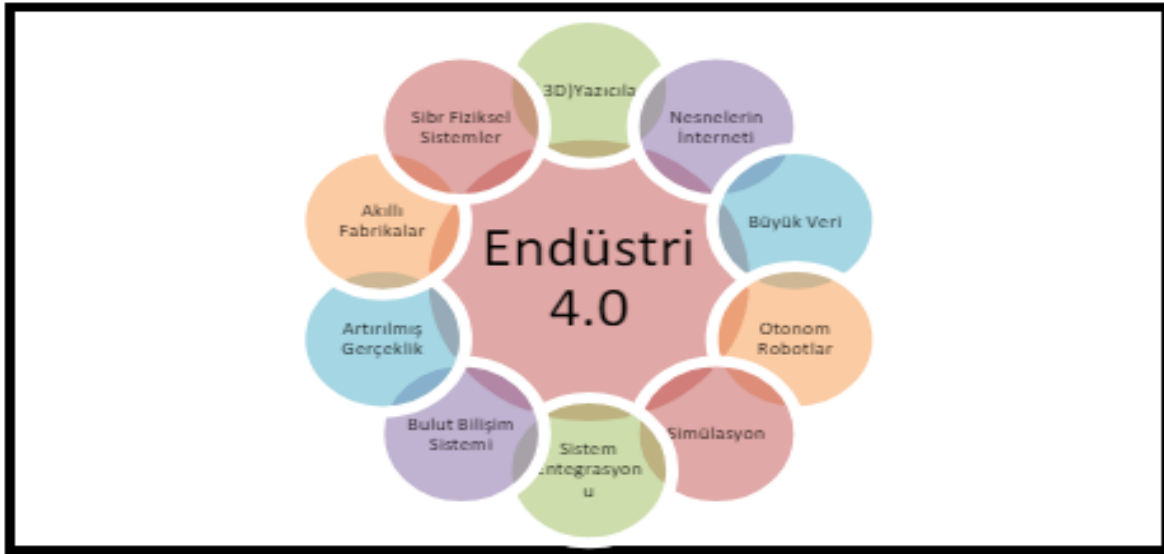 3D)Yazıcıla
Sibr Fiziksel
Sistemler
Nesnelerin
İnterneti
Akıllı
Fabrikalar
Büyük Veri
Endüstri
4.0
Artırılmış
Gerçeklik
Otonom
Robotlar
Bulut Bilişim
Sistemi
Simülasyon
Sistem
Entegrasyon
u